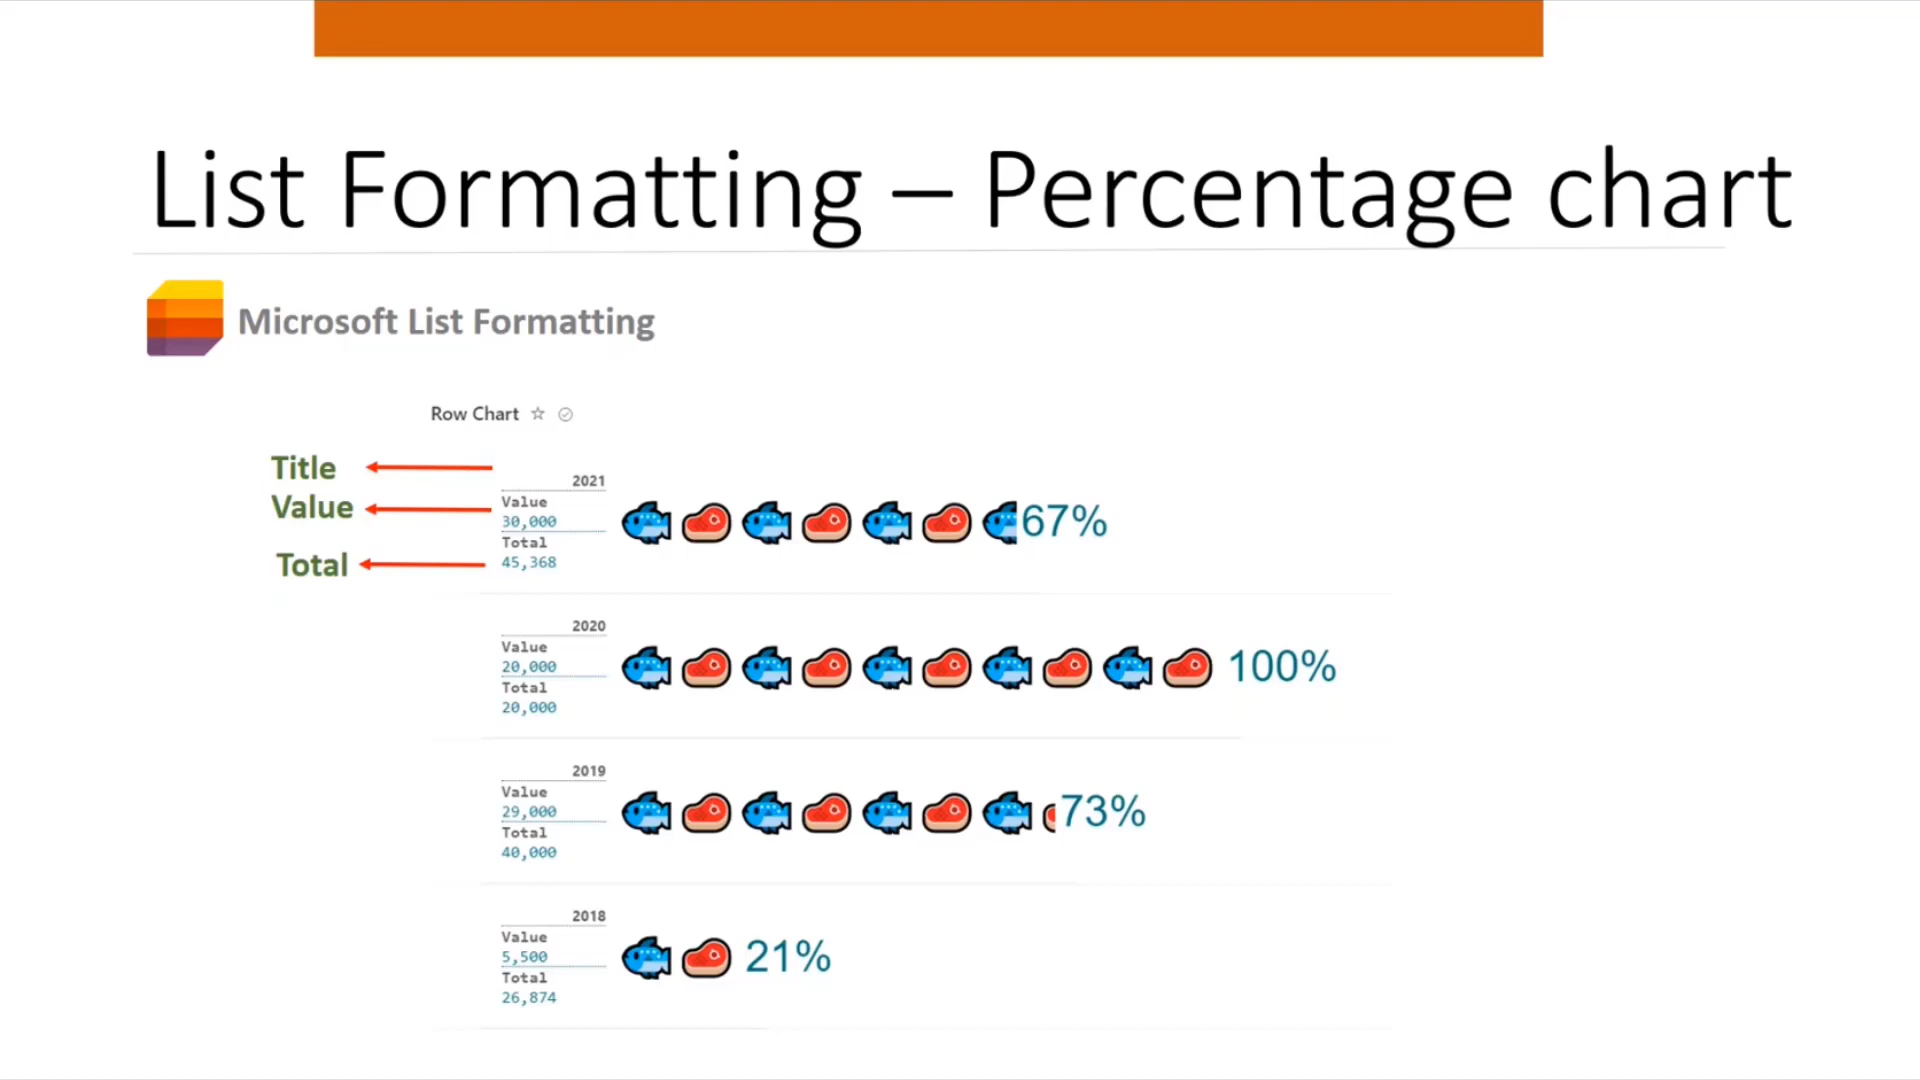 List Formatting – Percentage chart
Microsoft List Formatting
Row Chart
Title
Value
Total
2021
Value
30,000
Total
45,368
67%
2020
Value
20,000
Total
20,000
100%
2019
Value
29,000
Total
40,000
73%
2018
Value
5,500
Total
26,874
21%